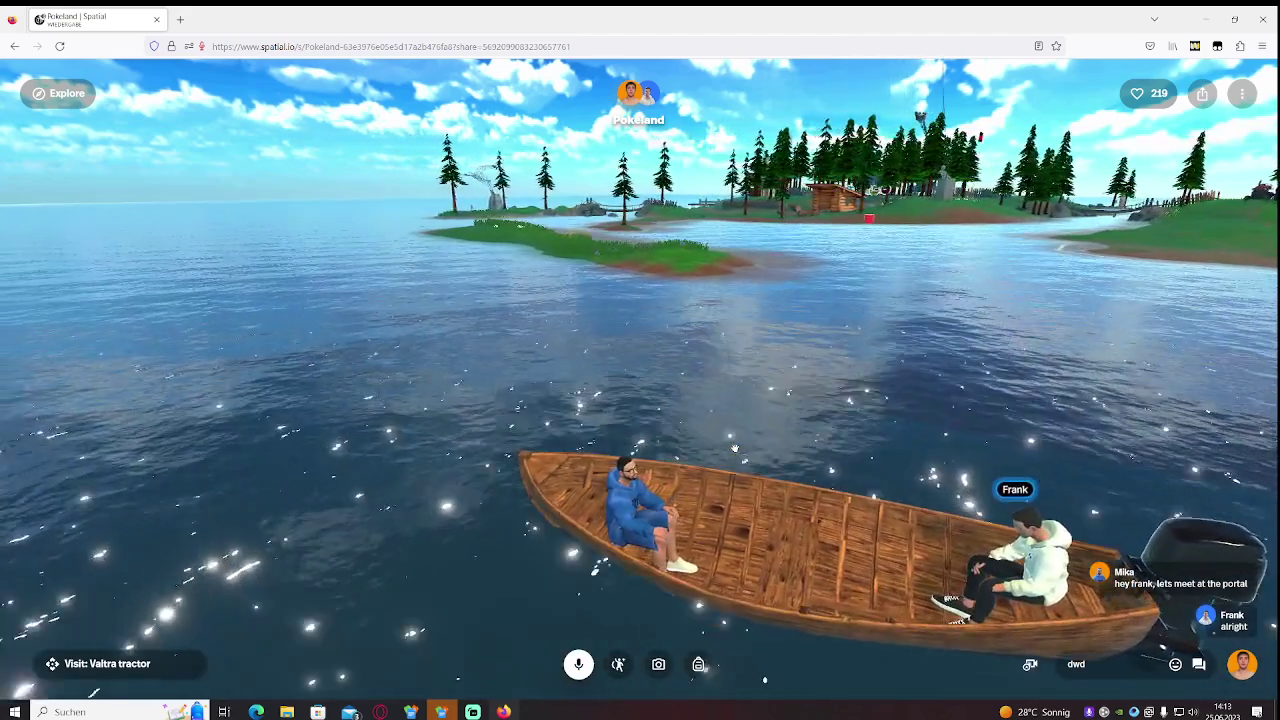 Pokeland | Spatial
WIEDERGABE
https://www.spatial.io/s/Pokeland-63e3976e05e5d17a2b476fa8?share=5692099083230657761
Explore
Pokeland
219
Frank
Mika
hey frank, lets meet at the portal
Frank
alright
Visit: Valtra tractor
dwd
Suchen
28°C Sonnig
14:13
25.06.2023